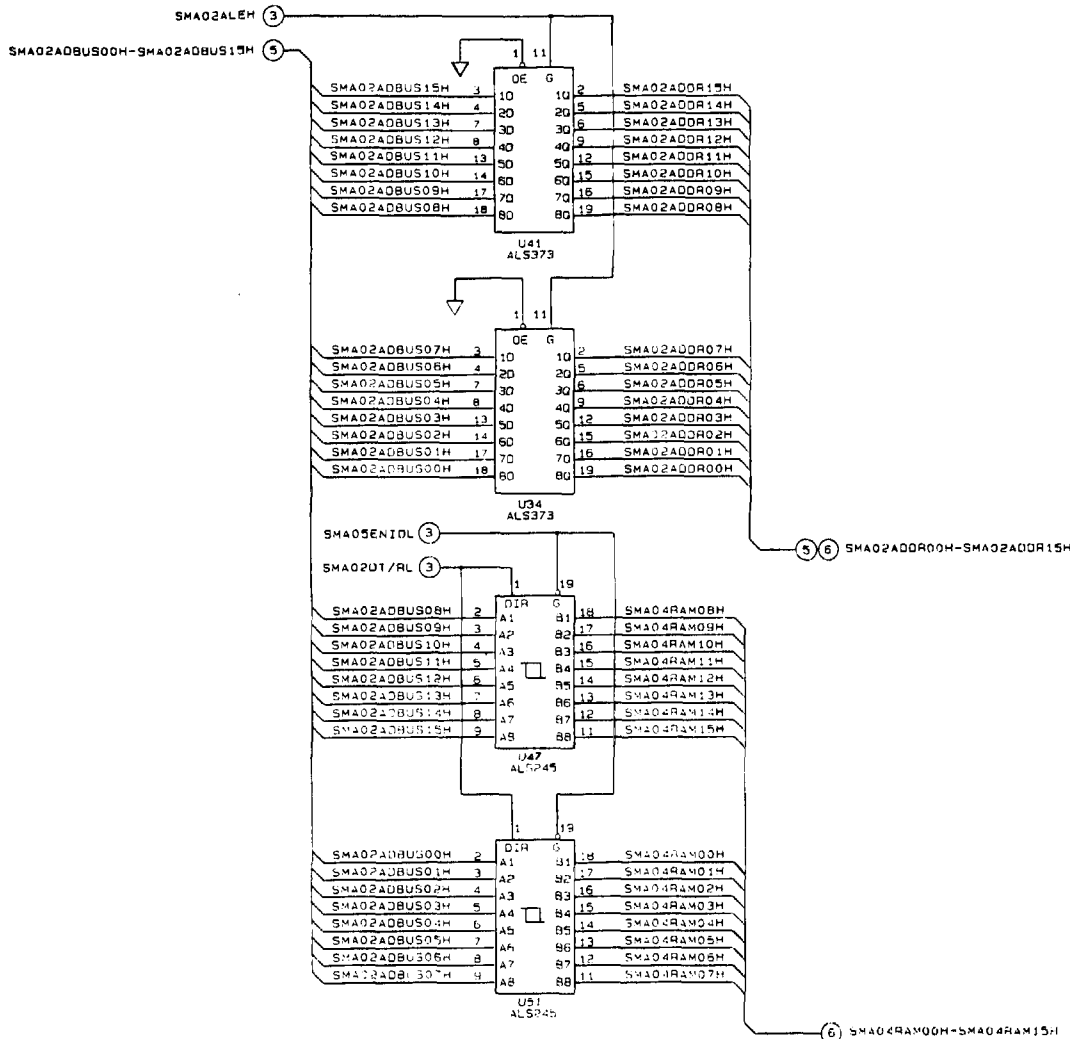 SMA02ALEH 3
SMA02ADBUS00H-SMA02ADBUS15H 5
1 11
OE G
SMA02ADBUS15H 3 1D 1Q 2 SMA02ADDR15H
SMA02ADBUS14H 4 2D 2Q 5 SMA02ADDR14H
SMA02ADBUS13H 7 3D 3Q 6 SMA02ADDR13H
SMA02ADBUS12H 8 4D 4Q 9 SMA02ADDR12H
SMA02ADBUS11H 13 5D 5Q 12 SMA02ADDR11H
SMA02ADBUS10H 14 6D 6Q 15 SMA02ADDR10H
SMA02ADBUS09H 17 7D 7Q 16 SMA02ADDR09H
SMA02ADBUS08H 18 8D 8Q 19 SMA02ADDR08H
U41
ALS373
1 11
OE G
SMA02ADBUS07H 3 1D 1Q 2 SMA02ADDR07H
SMA02ADBUS06H 4 2D 2Q 5 SMA02ADDR06H
SMA02ADBUS05H 7 3D 3Q 6 SMA02ADDR05H
SMA02ADBUS04H 8 4D 4Q 9 SMA02ADDR04H
SMA02ADBUS03H 13 5D 5Q 12 SMA02ADDR03H
SMA02ADBUS02H 14 6D 6Q 15 SMA02ADDR02H
SMA02ADBUS01H 17 7D 7Q 16 SMA02ADDR01H
SMA02ADBUS00H 18 8D 8Q 19 SMA02ADDR00H
U34
ALS373
SMA05ENIOL 3
5 6 SMA02ADDR00H-SMA02ADDR15H
SMA02DT/RL 3
1 19
DIR G
SMA02ADBUS08H 2 A1 B1 18 SMA04RAM08H
SMA02ADBUS09H 3 A2 B2 17 SMA04RAM09H
SMA02ADBUS10H 4 A3 B3 16 SMA04RAM10H
SMA02ADBUS11H 5 A4 B4 15 SMA04RAM11H
SMA02ADBUS12H 6 A5 B5 14 SMA04RAM12H
SMA02ADBUS13H 7 A6 B6 13 SMA04RAM13H
SMA02ADBUS14H 8 A7 B7 12 SMA04RAM14H
SMA02ADBUS15H 9 A8 B8 11 SMA04RAM15H
U47
ALS245
1 19
DIR G
SMA02ADBUS00H 2 A1 B1 18 SMA04RAM00H
SMA02ADBUS01H 3 A2 B2 17 SMA04RAM01H
SMA02ADBUS02H 4 A3 B3 16 SMA04RAM02H
SMA02ADBUS03H 5 A4 B4 15 SMA04RAM03H
SMA02ADBUS04H 6 A5 B5 14 SMA04RAM04H
SMA02ADBUS05H 7 A6 B6 13 SMA04RAM05H
SMA02ADBUS06H 8 A7 B7 12 SMA04RAM06H
SMA02ADBUS07H 9 A8 B8 11 SMA04RAM07H
U51
ALS245
6 SMA04RAM00H-SMA04RAM15H